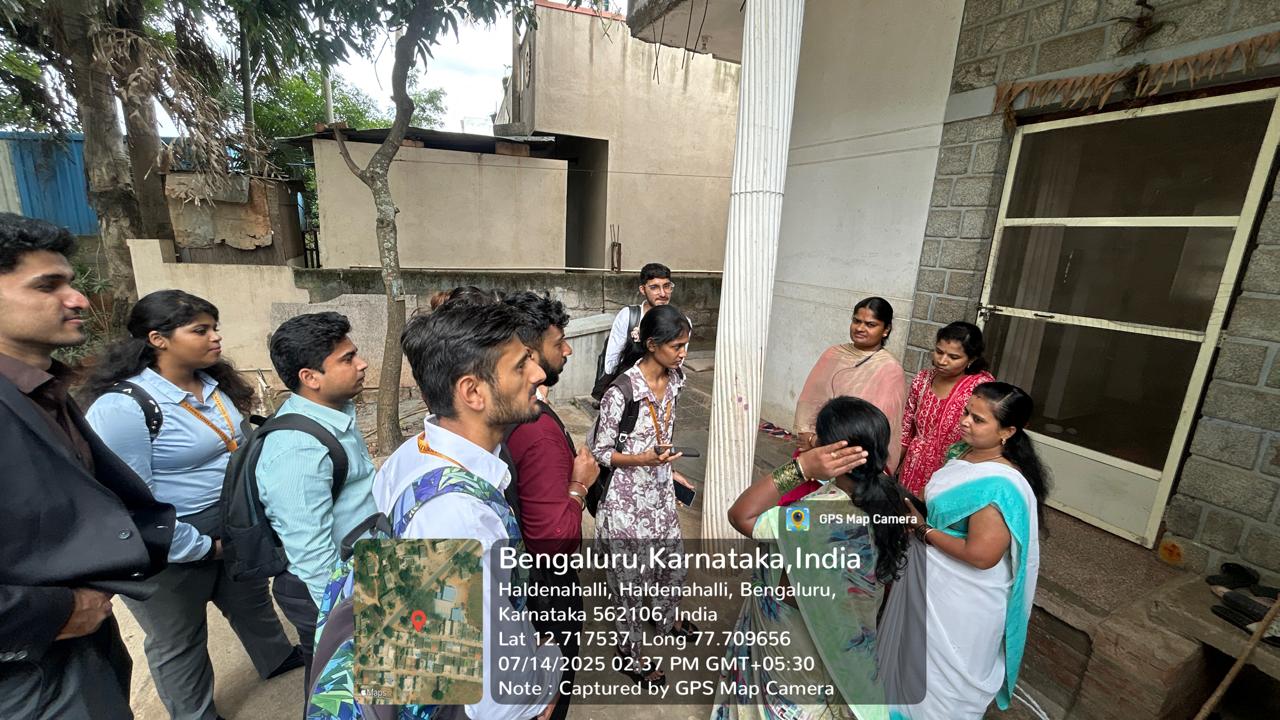 GPS Map Camera
Bengaluru,Karnataka,India
Haldenahalli, Haldenahalli, Bengaluru,
Karnataka 562106, India
Lat 12.717537, Long 77.709656
07/14/2025 02:37 PM GMT+05:30
Note : Captured by GPS Map Camera
Maps